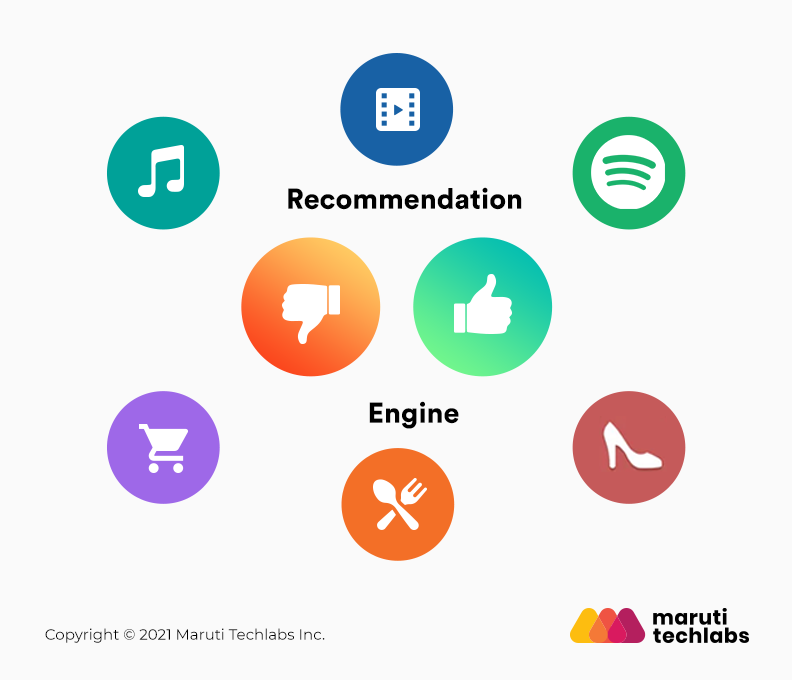 Recommendation
Engine
Copyright © 2021 Maruti Techlabs Inc.
maruti
techlabs